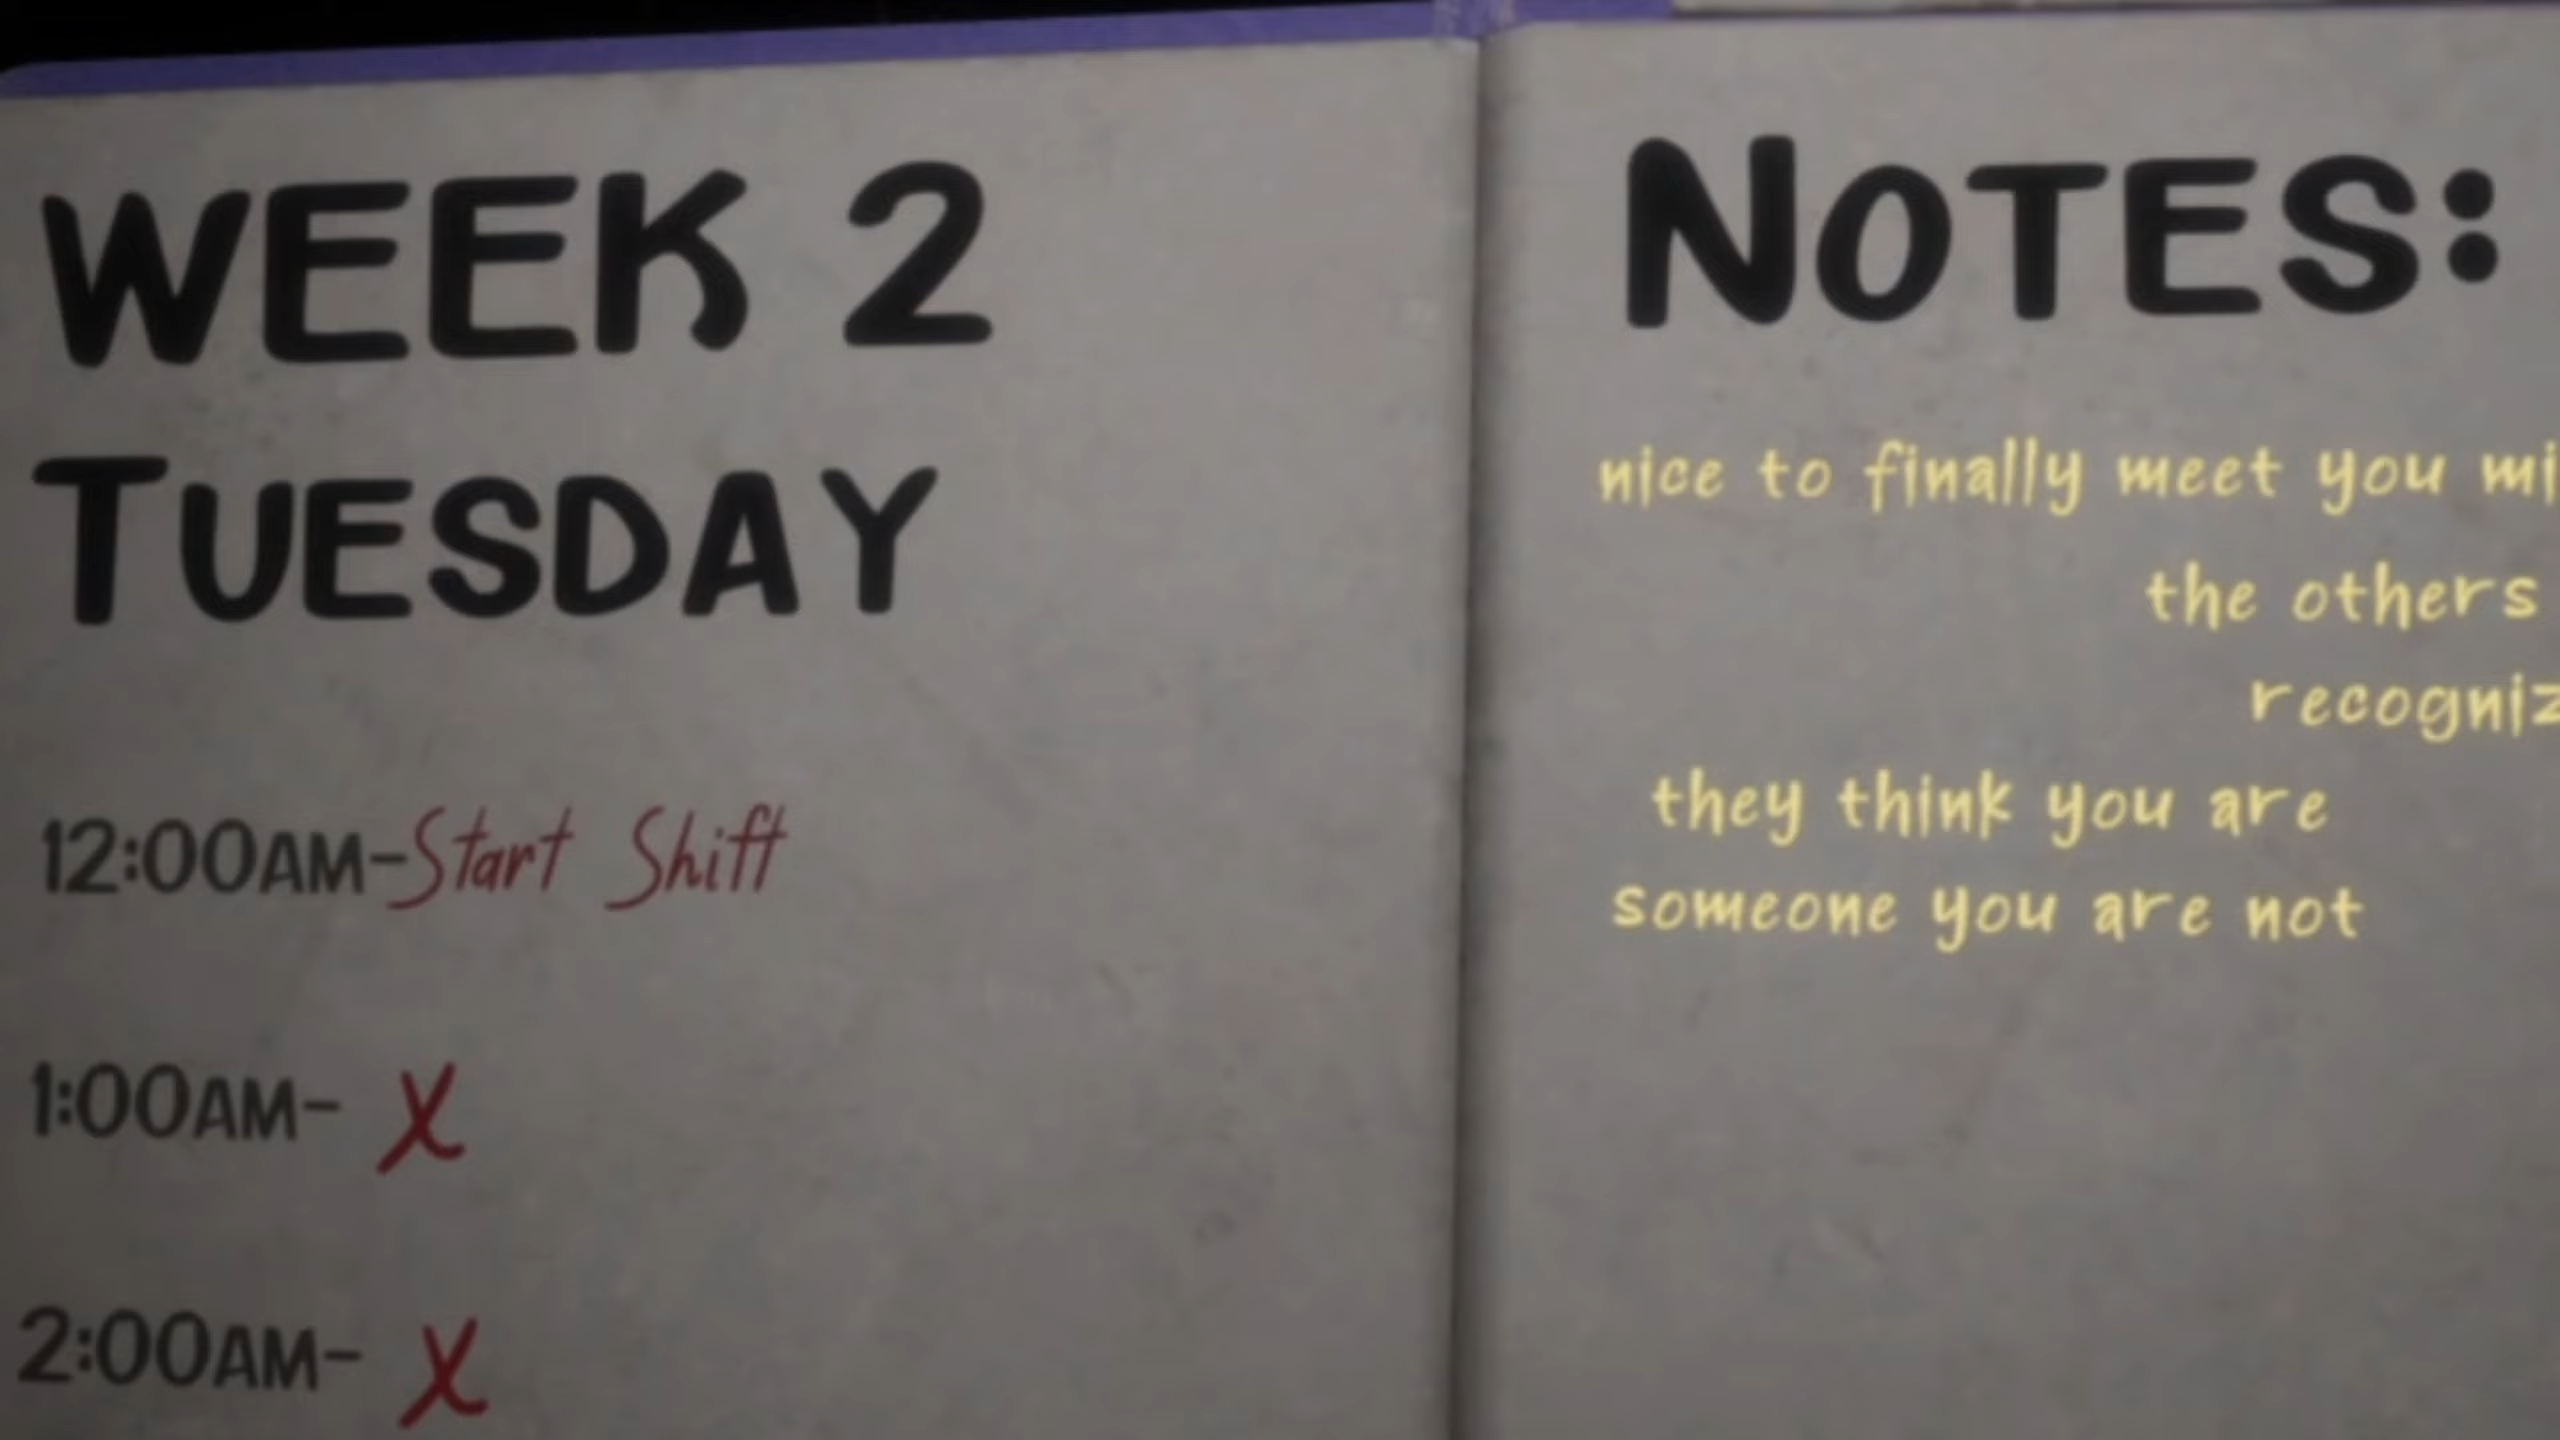 WEEK 2
TUESDAY
12:00AM-Start Shift
1:00AM- X
2:00AM- X
NOTES:
nice to finally meet you
the others
they think you are
someone you are not